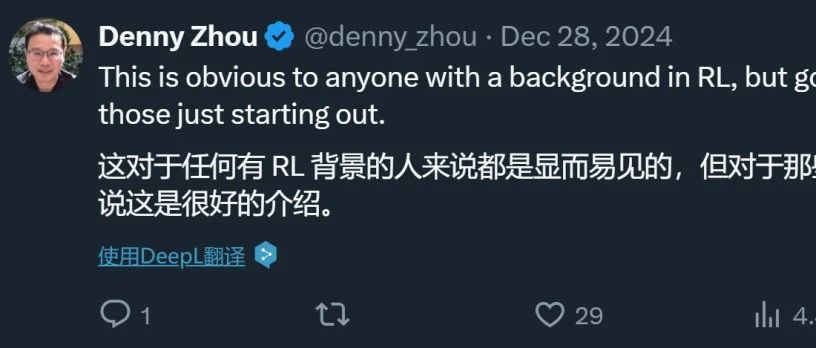 Denny Zhou @denny_zhou · Dec 28, 2024
This is obvious to anyone with a background in RL, but
those just starting out.
这对于任何有 RL 背景的人来说都是显而易见的，但对于那
说这是很好的介绍。
使用DeepL翻译
1 29